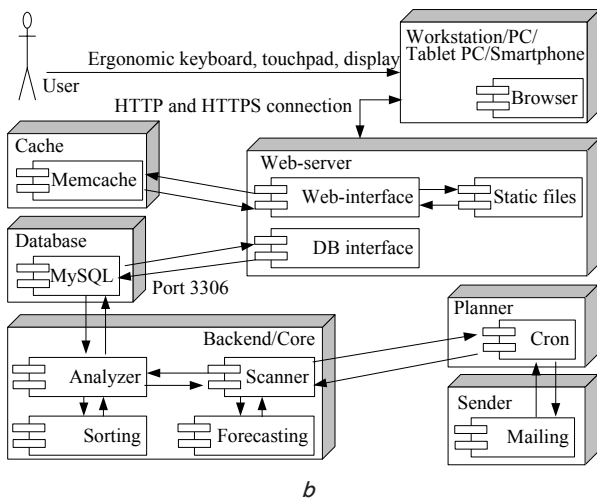 Workstation/PC/
Tablet PC/Smartphone
Browser
Ergonomic keyboard, touchpad, display
User
HTTP and HTTPS connection
Cache
Memcache
Web-server
Web-interface
Static files
DB interface
Database
MySQL
Port 3306
Backend/Core
Analyzer
Scanner
Sorting
Forecasting
Planner
Cron
Sender
Mailing
b